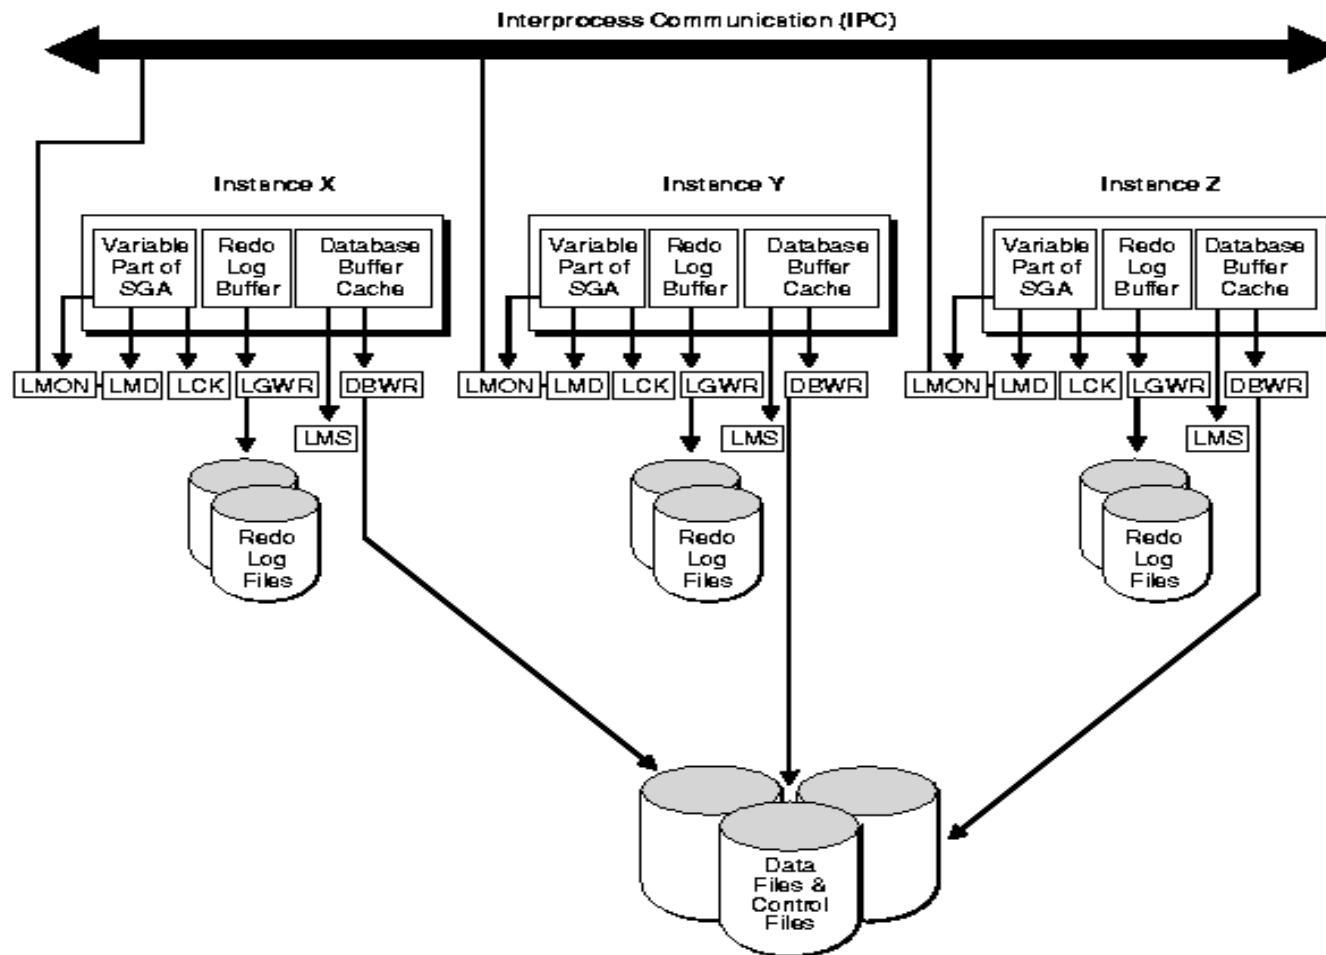 Interprocess Communication (IPC)
Instance X
Instance Y
Instance Z
Variable
Part of
SGA
Redo
Log
Buffer
Database
Buffer
Cache
Variable
Part of
SGA
Redo
Log
Buffer
Database
Buffer
Cache
Variable
Part of
SGA
Redo
Log
Buffer
Database
Buffer
Cache
LMON
LMD
LCK
LGWR
DBWR
LMON
LMD
LCK
LGWR
DBWR
LMON
LMD
LCK
LGWR
DBWR
LMS
LMS
LMS
Redo
Log
Files
Redo
Log
Files
Redo
Log
Files
Data
Files &
Control
Files